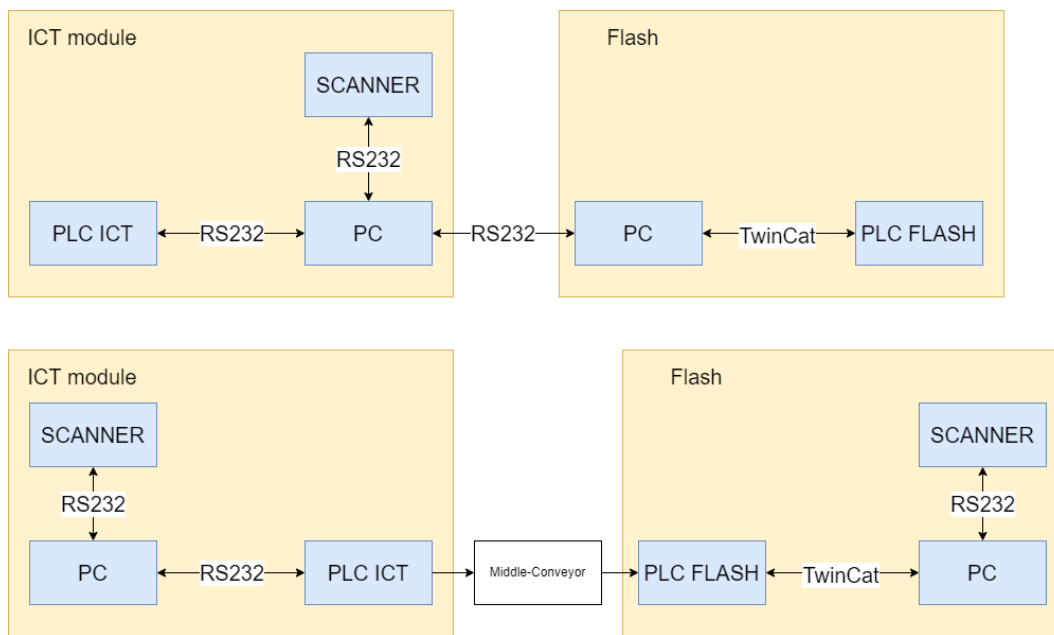 ICT module
Flash
SCANNER
RS232
PLC ICT
RS232
PC
RS232
PC
TwinCat
PLC FLASH
ICT module
Flash
SCANNER
SCANNER
RS232
RS232
PC
RS232
PLC ICT
Middle-Conveyor
PLC FLASH
TwinCat
PC